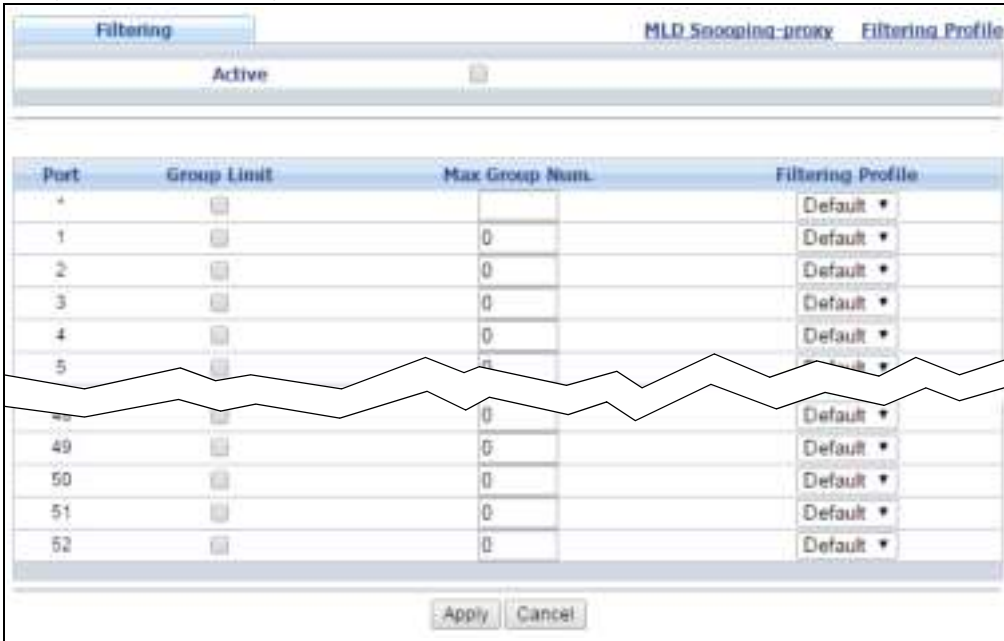 Filtering MLD Snooping-proxy Filtering Profile
Active
Port Group Limit Max Group Num. Filtering Profile
* Default
1 0 Default
2 0 Default
3 0 Default
4 0 Default
5 0 Default
0 Default
49 0 Default
50 0 Default
51 0 Default
52 0 Default
Apply Cancel